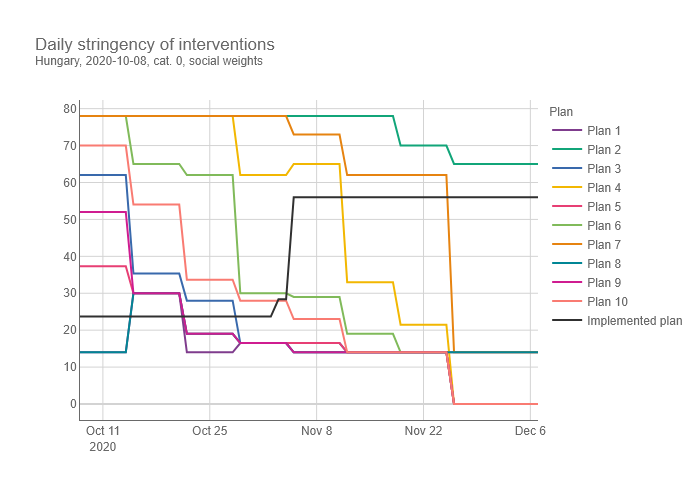 Daily stringency of interventions
Hungary, 2020-10-08, cat. 0, social weights
Plan
Plan 1
Plan 2
Plan 3
Plan 4
Plan 5
Plan 6
Plan 7
Plan 8
Plan 9
Plan 10
Implemented plan
80
70
60
50
40
30
20
10
0
Oct 11
2020
Oct 25
Nov 8
Nov 22
Dec 6